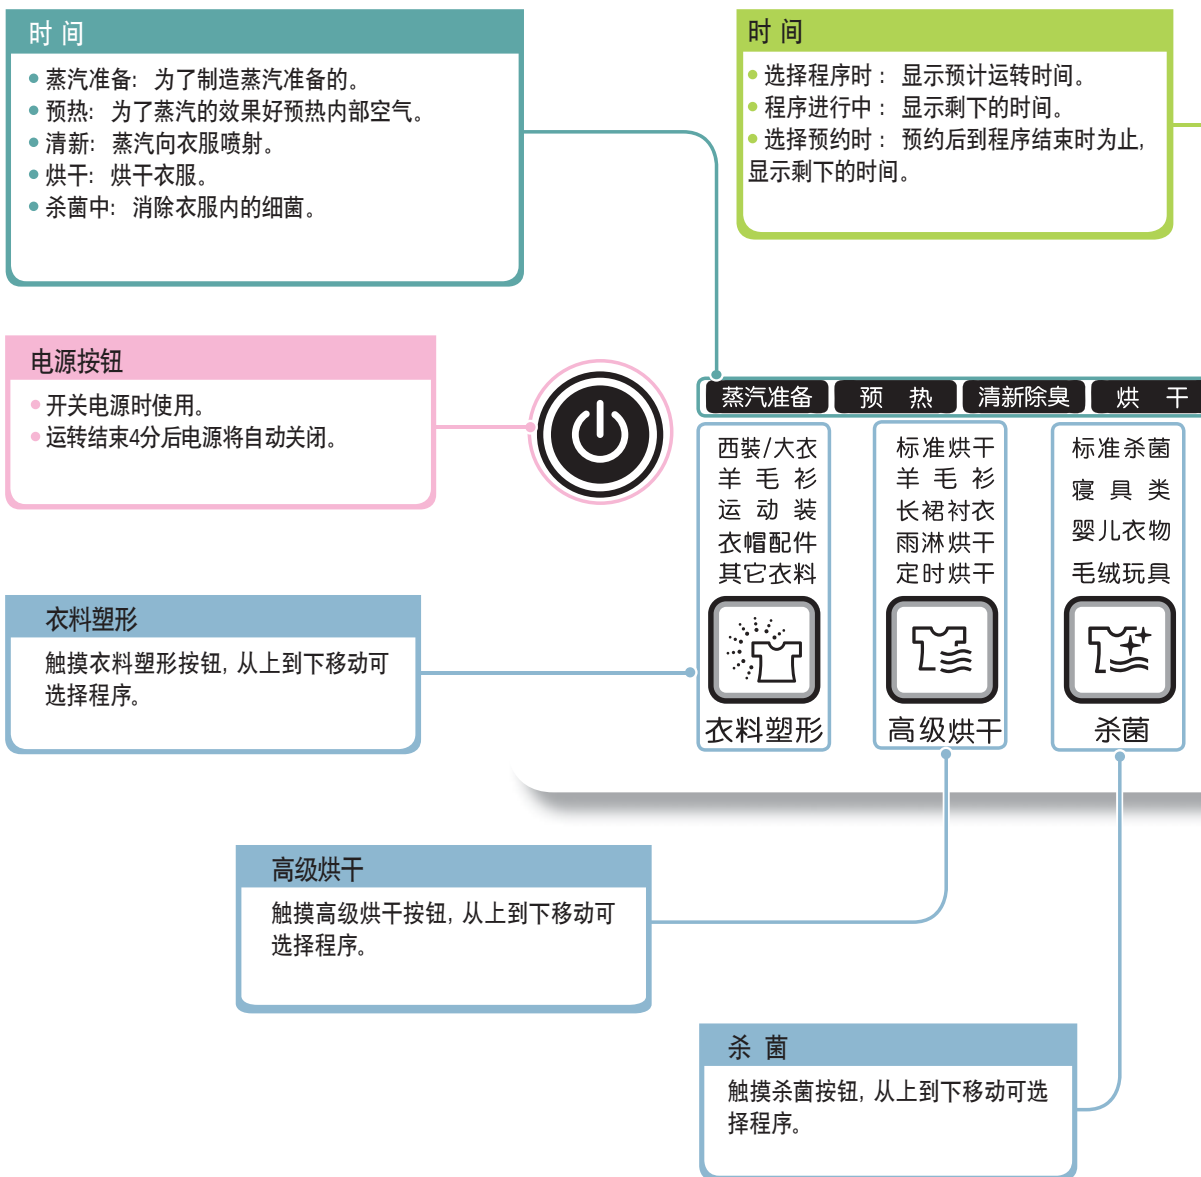 时 间
● 蒸汽准备: 为了制造蒸汽准备的。
● 预热: 为了蒸汽的效果好预热内部空气。
● 清新: 蒸汽向衣服喷射。
● 烘干: 烘干衣服。
● 杀菌中: 消除衣服内的细菌。
时 间
● 选择程序时： 显示预计运转时间。
● 程序进行中： 显示剩下的时间。
● 选择预约时： 预约后到程序结束时为止,
显示剩下的时间。
电源按钮
● 开关电源时使用。
● 运转结束4分后电源将自动关闭。
蒸汽准备 预 热 清新除臭 烘 干
西裝/大衣
羊 毛 衫
运 动 装
衣帽配件
其它衣料
衣料塑形
标准烘干
羊 毛 衫
长裙衬衣
雨淋烘干
定时烘干
高级烘干
标准杀菌
寝 具 类
婴儿衣物
毛绒玩具
杀菌
衣料塑形
触摸衣料塑形按钮, 从上到下移动可
选择程序。
高级烘干
触摸高级烘干按钮, 从上到下移动可
选择程序。
杀 菌
触摸杀菌按钮, 从上到下移动可选
择程序。